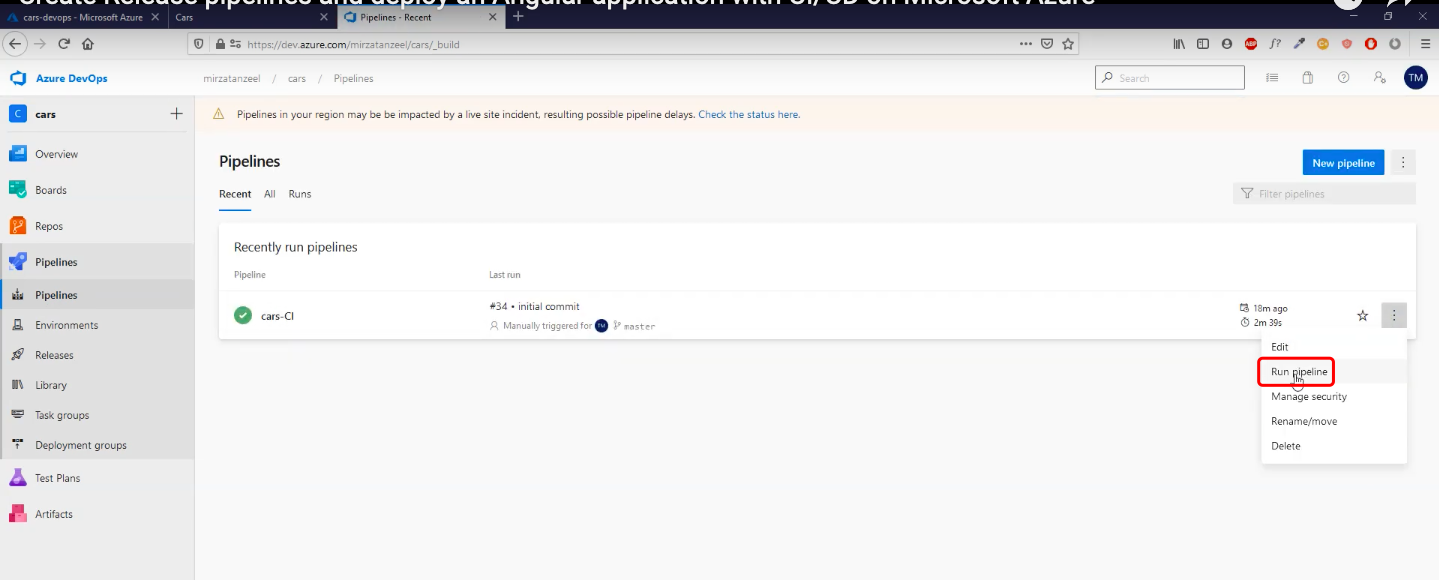 Create Release pipelines and deploy an Angular application with CI/CD on Microsoft Azure
cars-devops - Microsoft Azure
Cars
Pipelines - Recent
https://dev.azure.com/mirzatanzeel/cars/_build
ABP
f?
Azure DevOps
mirzatanzeel / cars / Pipelines
Search
TM
C cars
Pipelines in your region may be be impacted by a live site incident, resulting possible pipeline delays. Check the status here.
Overview
Boards
Repos
Pipelines
Pipelines
Environments
Releases
Library
Task groups
Deployment groups
Test Plans
Artifacts
Pipelines
New pipeline
Recent All Runs
Filter pipelines
Recently run pipelines
Pipeline Last run
cars-CI
#34 • initial commit
Manually triggered for TM master
18m ago
2m 39s
Edit
Run pipeline
Manage security
Rename/move
Delete